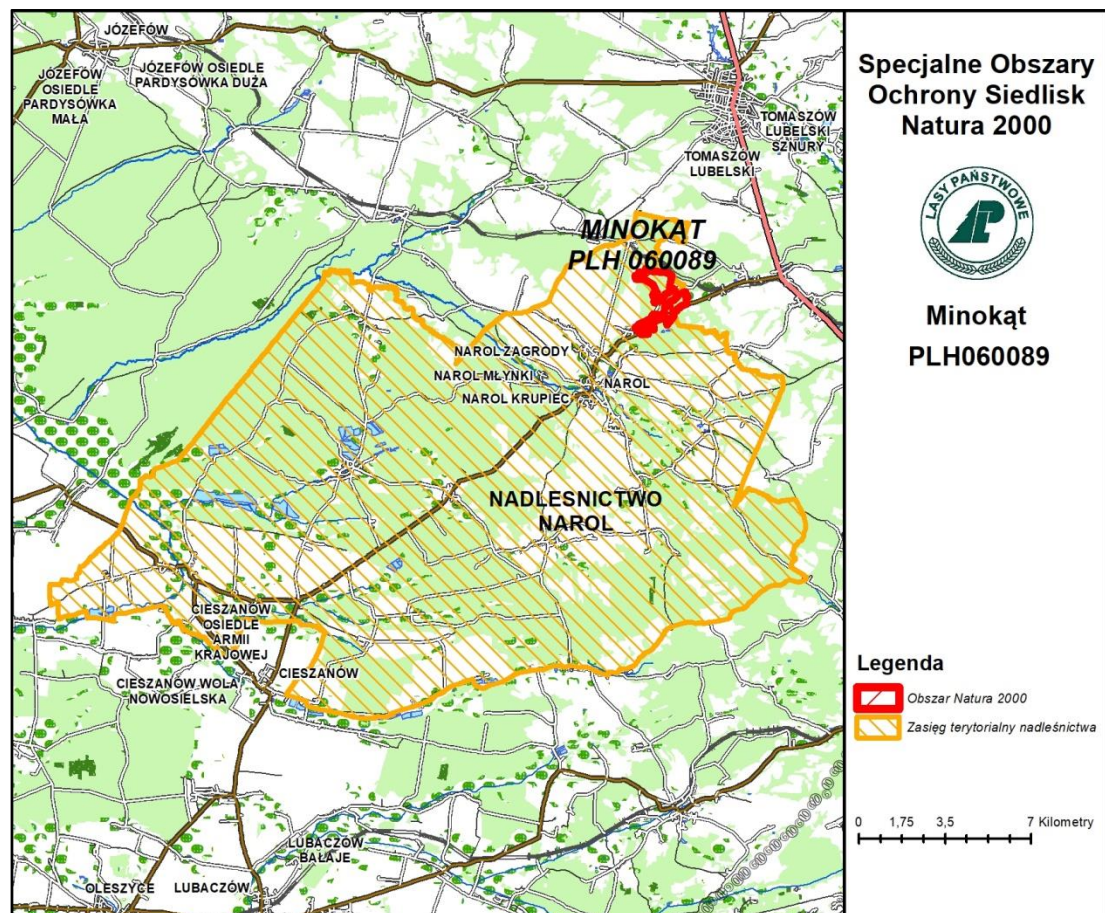 JÓZEFÓW
JÓZEFÓW OSIEDLE
PARDYSÓWKA DUŻA
JÓZEFÓW
OSIEDLE
PARDYSÓWKA
MAŁA
TOMASZÓW
LUBELSKI
SZNURY
TOMASZÓW
LUBELSKI
MINOKĄT
PLH 060089
NAROL ZAGRODY
NAROL MŁYNKI
NAROL
NAROL KRUPIEC
NADLESNICTWO
NAROL
CIESZANÓW
OSIEDLE
ARMII
KRAJOWEJ
CIESZANÓW
CIESZANÓW WOLA
NOWOSIELSKA
LUBACZÓW
BAŁAJE
OLESZYCE
LUBACZÓW
Specjalne Obszary
Ochrony Siedlisk
Natura 2000
LASY PAŃSTWOWE
Minokąt
PLH060089
Legenda
Obszar Natura 2000
Zasięg terytorialny nadleśnictwa
0 1,75 3,5 7 Kilometry